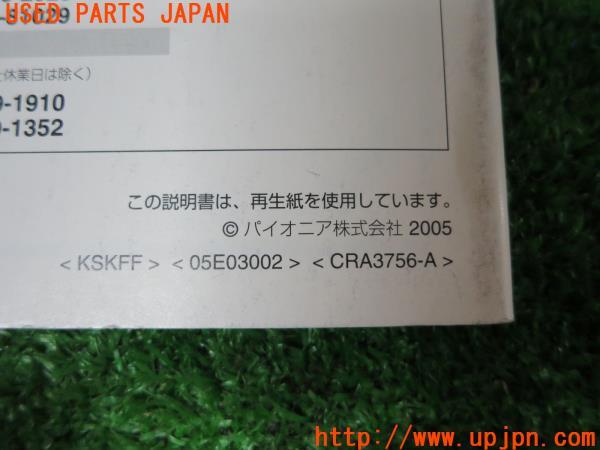 USED PARTS JAPAN
休業日は除く）
9-1910
9-1352
この説明書は、再生紙を使用しています。
© パイオニア株式会社 2005
< KSKFF > < 05E03002 > < CRA3756-A >
http://www.upjpn.com/